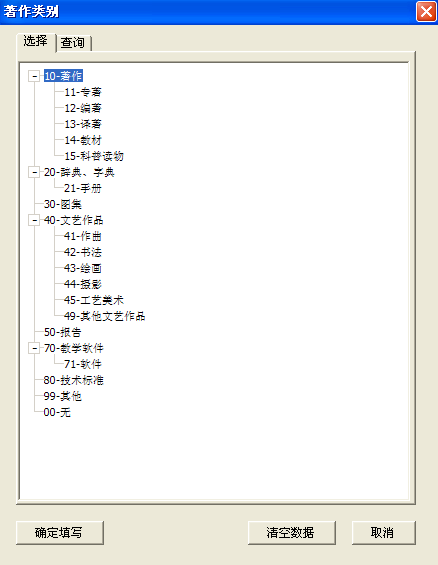 著作类别
选择 查询
10-著作
11-专著
12-编著
13-译著
14-教材
15-科普读物
20-辞典、字典
21-手册
30-图集
40-文艺作品
41-作曲
42-书法
43-绘画
44-摄影
45-工艺美术
49-其他文艺作品
50-报告
70-教学软件
71-软件
80-技术标准
99-其他
00-无
确定填写 清空数据 取消